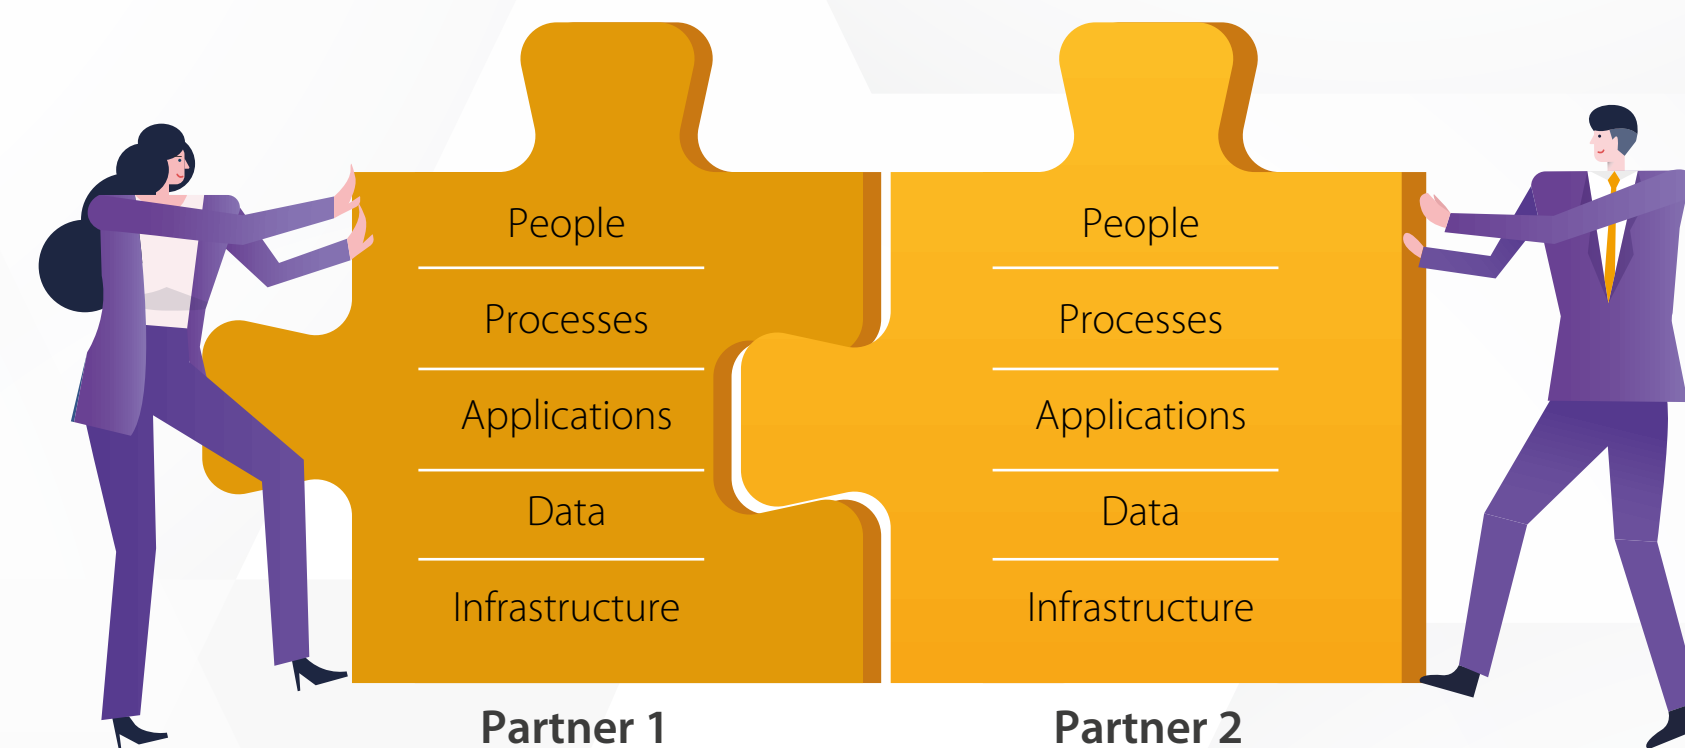 People
Processes
Applications
Data
Infrastructure
Partner 1
People
Processes
Applications
Data
Infrastructure
Partner 2